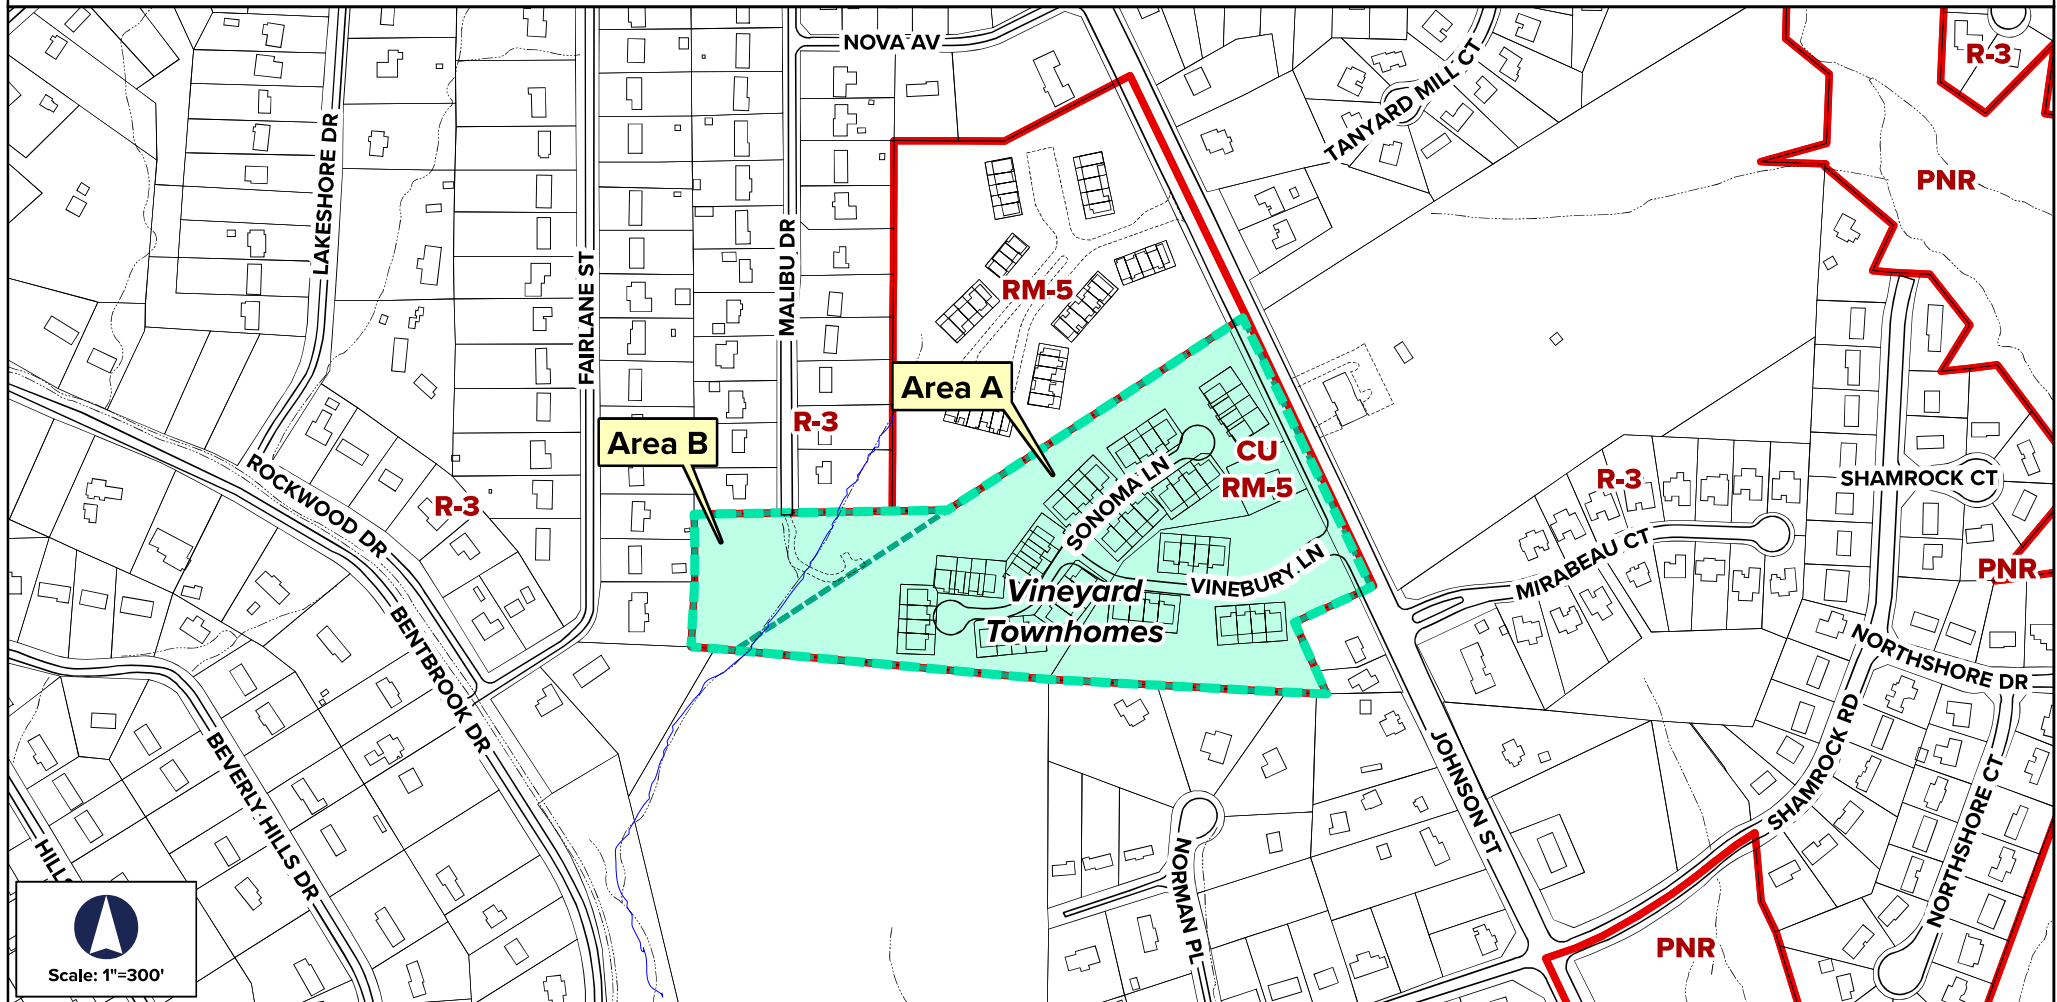 NOVA AV
TANYARD MILL CT
R-3
PNR
LAKESHORE DR
FAIRLANE ST
MALIBU DR
RM-5
Area A
Area B
R-3
CU
RM-5
SONOMA LN
VINEBURY LN
Vineyard
Townhomes
ROCKWOOD DR
R-3
R-3
SHAMROCK CT
MIRABEAU CT
PNR
NORTHSHORE DR
BENTBROOK DR
BEVERLY HILLS DR
JOHNSON ST
SHAMROCK RD
NORTHSHORE CT
NORMAN PL
HILLS
PNR
Scale: 1"=300'